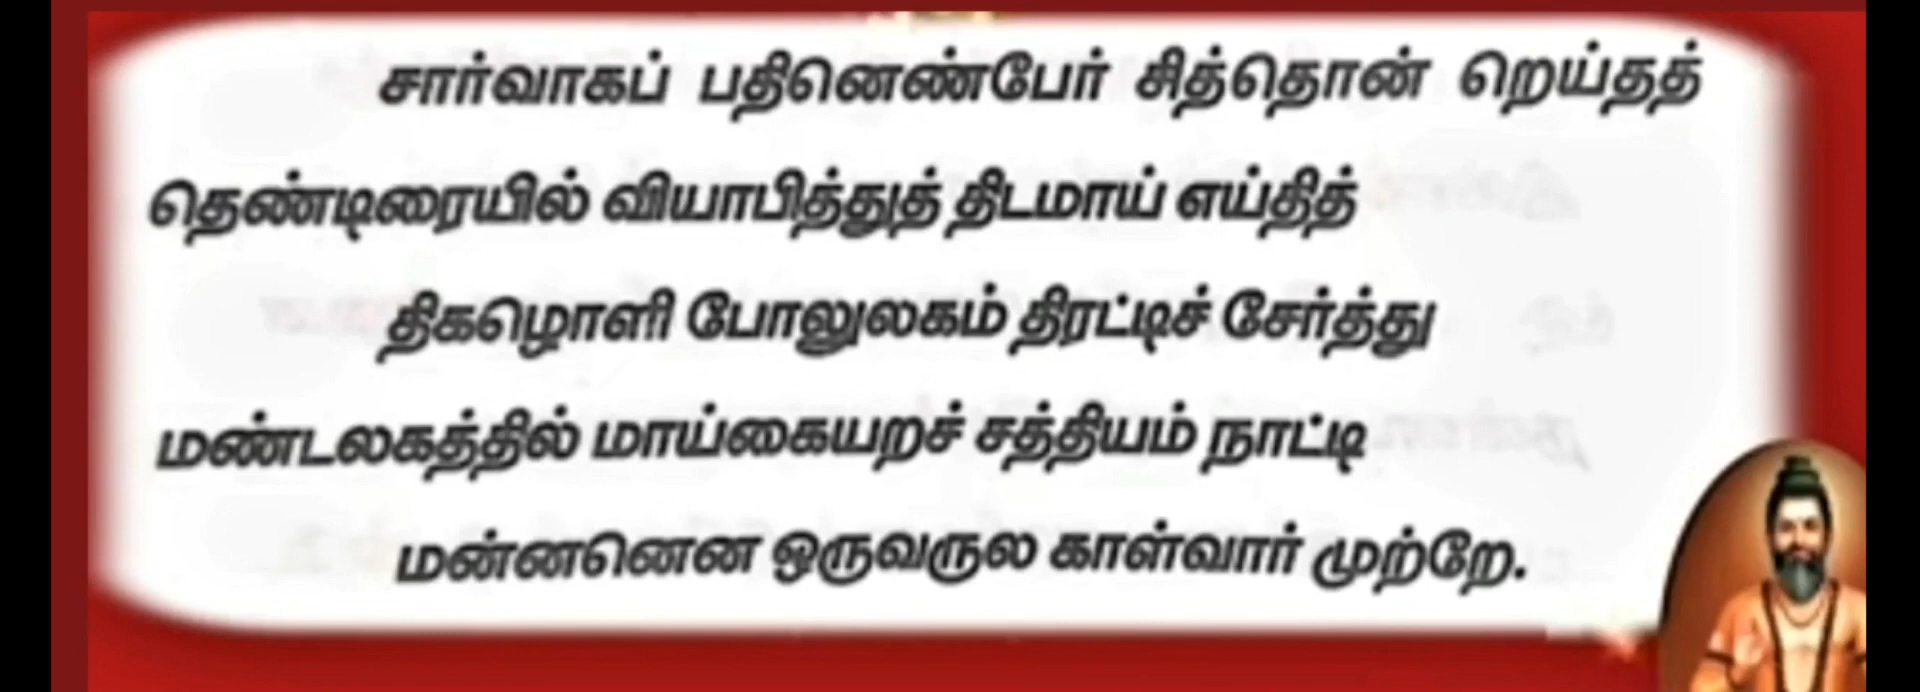 சார்வாகப் பதினெண்பேர் சித்தொன் றெய்தத்
தெண்டிரையில் வியாபித்துத் திடமாய் எய்தித்
திகழொளி போலுலகம் திரட்டிச் சேர்த்து
மண்டலகத்தில் மாய்கையறச் சத்தியம் நாட்டி
மன்னனென ஒருவருல காள்வார் முற்றே.